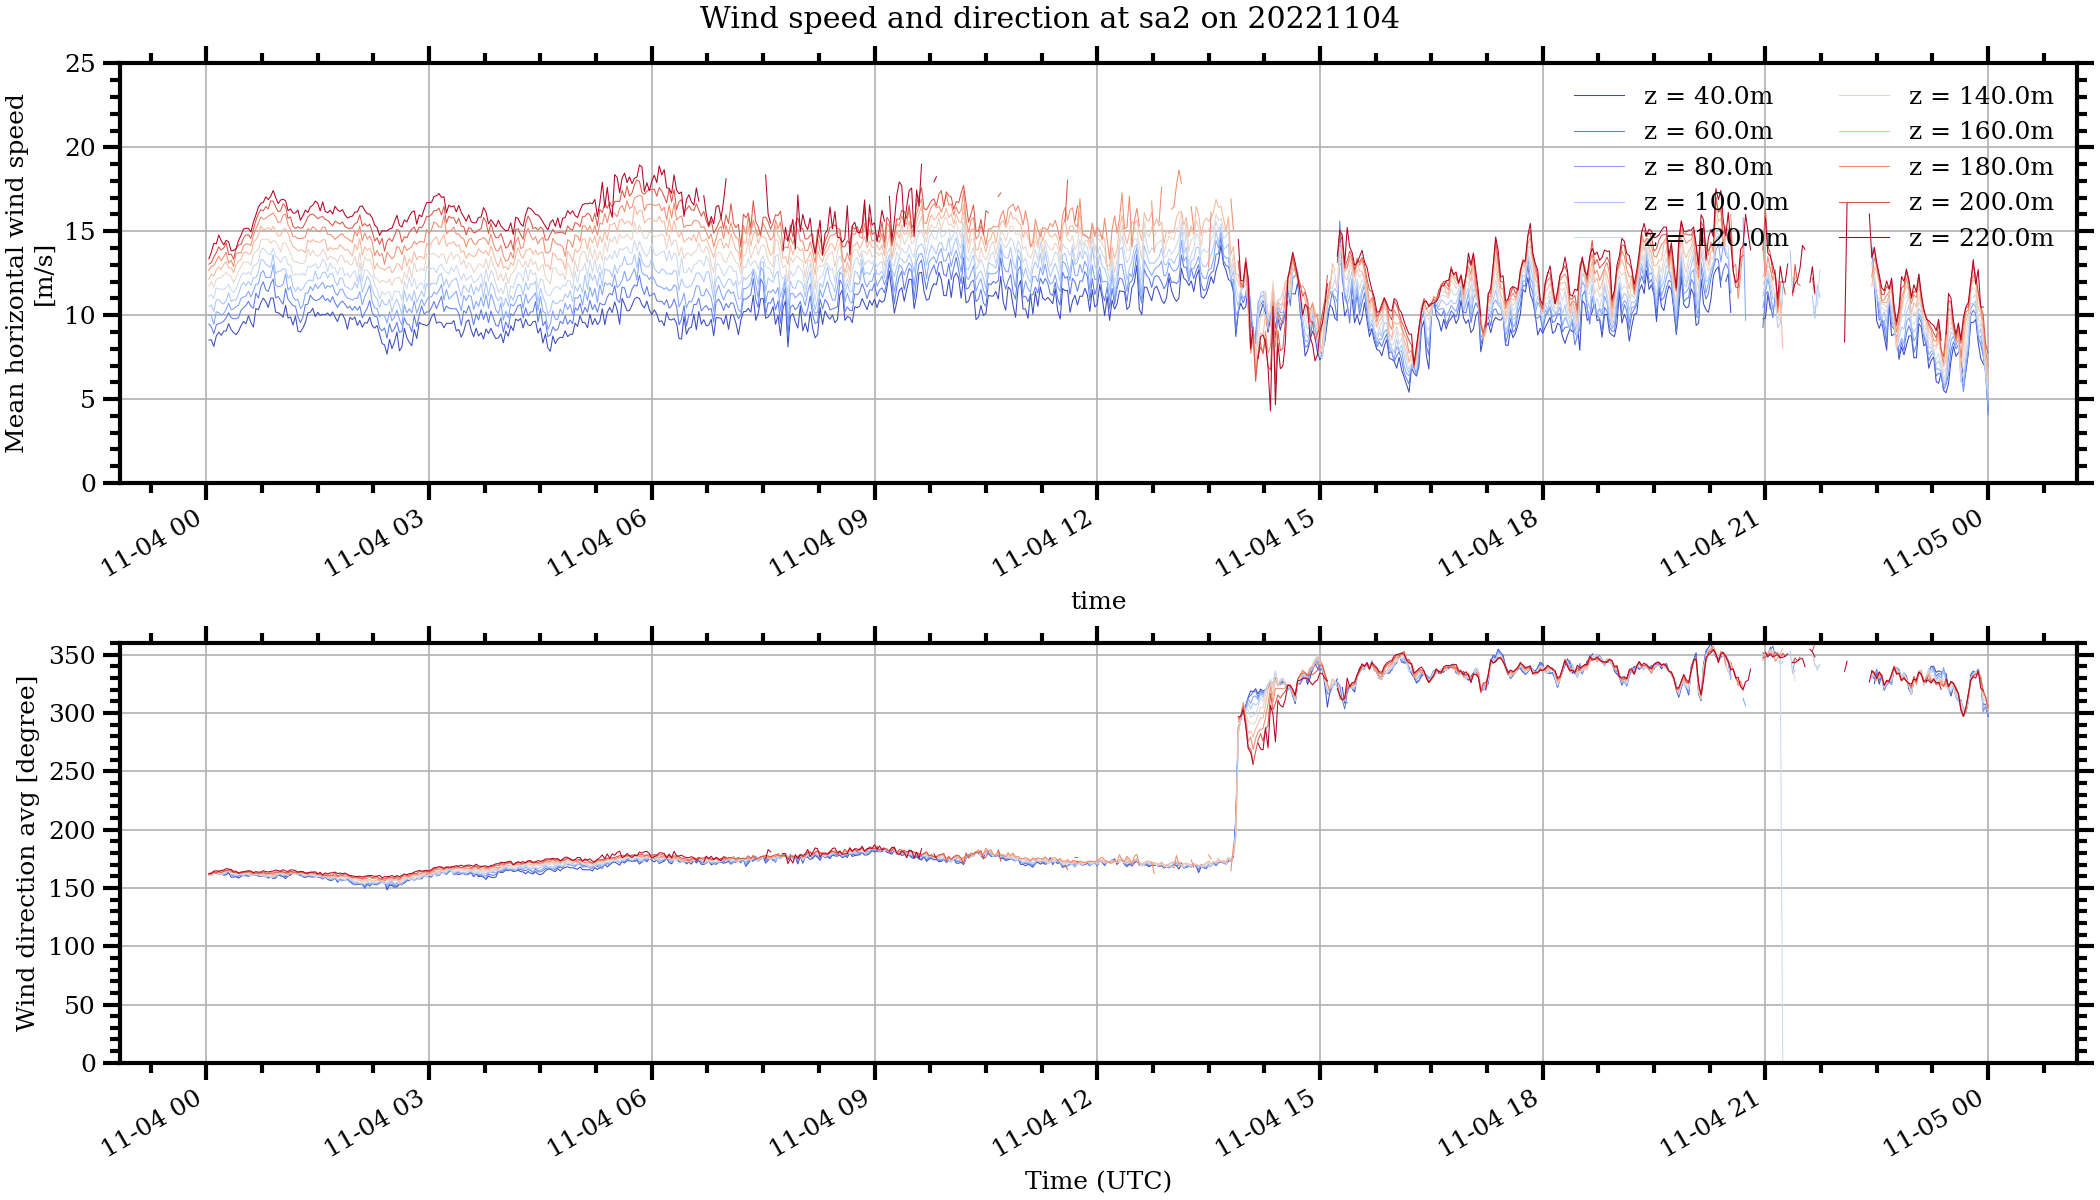 Wind speed and direction at sa2 on 20221104
Mean horizontal wind speed
[m/s]
25
20
15
10
5
0
z = 40.0m
z = 60.0m
z = 80.0m
z = 100.0m
z = 120.0m
z = 140.0m
z = 160.0m
z = 180.0m
z = 200.0m
z = 220.0m
11-04 00
11-04 03
11-04 06
11-04 09
11-04 12
11-04 15
11-04 18
11-04 21
11-05 00
time
Wind direction avg [degree]
350
300
250
200
150
100
50
0
11-04 00
11-04 03
11-04 06
11-04 09
11-04 12
11-04 15
11-04 18
11-04 21
11-05 00
Time (UTC)